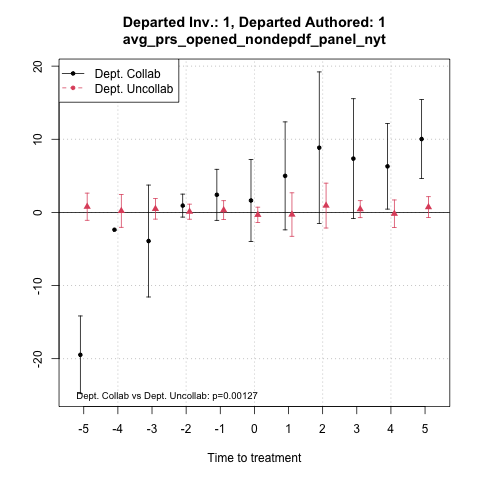 Departed Inv.: 1, Departed Authored: 1
avg_prs_opened_nondepdf_panel_nyt
Dept. Collab
Dept. Uncollab
20
10
0
-10
-20
Dept. Collab vs Dept. Uncollab: p=0.00127
-5 -4 -3 -2 -1 0 1 2 3 4 5
Time to treatment